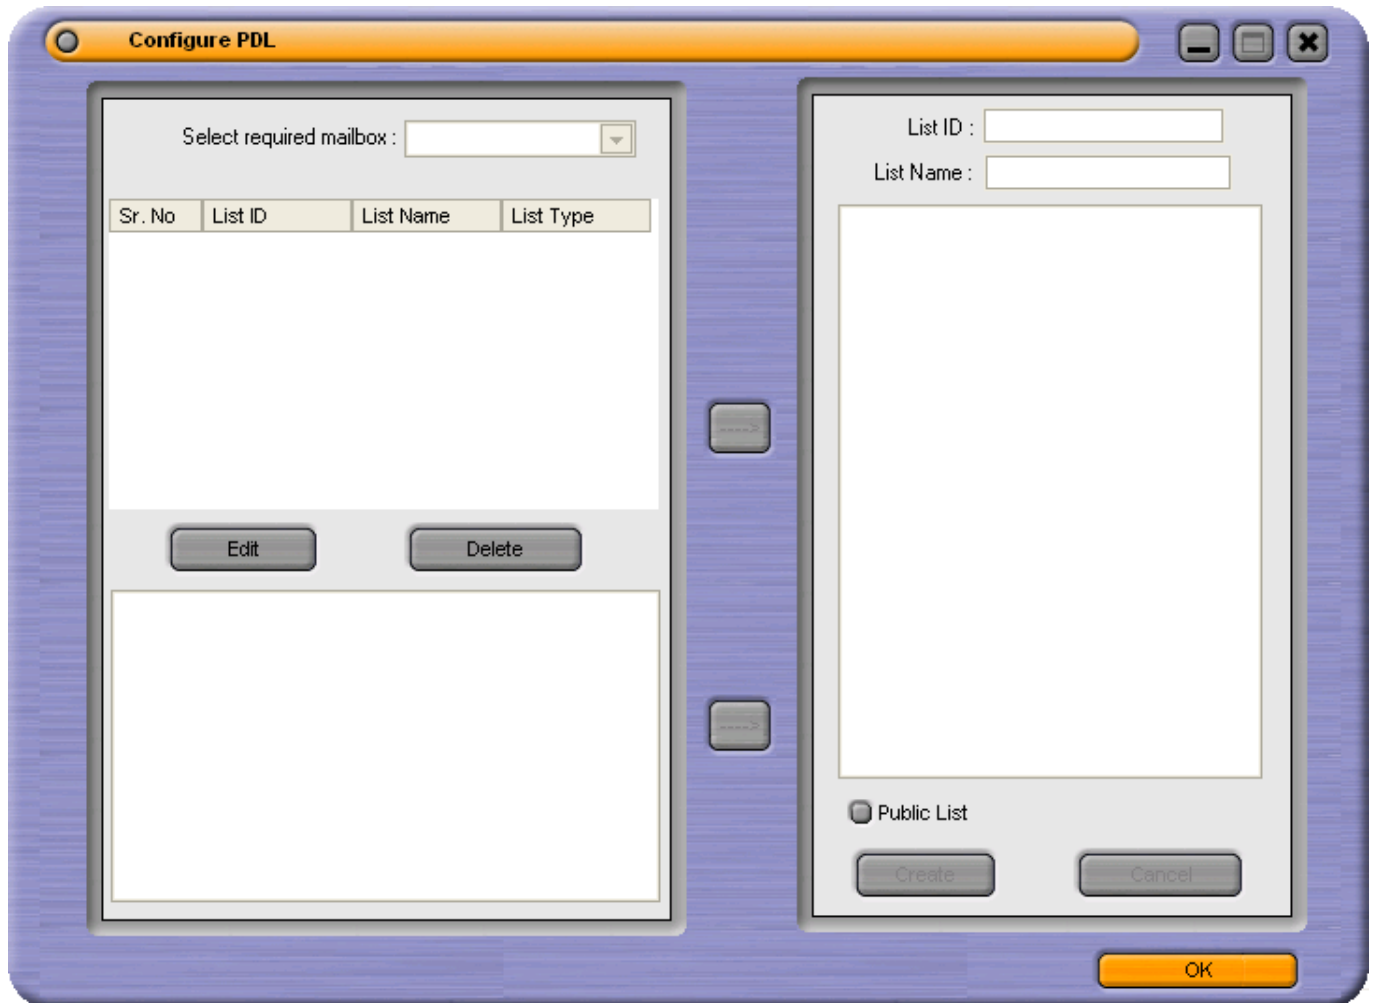 Configure PDL
Select required mailbox :
Sr. No List ID List Name List Type
Edit Delete
---->
---->
List ID :
List Name :
Public List
Create Cancel
OK